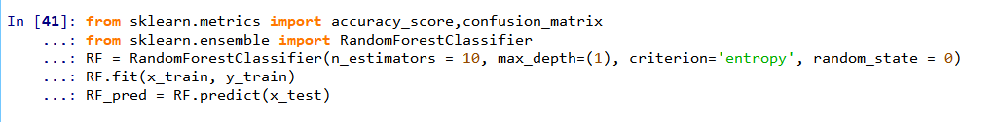 In [41]: from sklearn.metrics import accuracy_score,confusion_matrix
...: from sklearn.ensemble import RandomForestClassifier
...: RF = RandomForestClassifier(n_estimators = 10, max_depth=(1), criterion='entropy', random_state = 0)
...: RF.fit(x_train, y_train)
...: RF_pred = RF.predict(x_test)